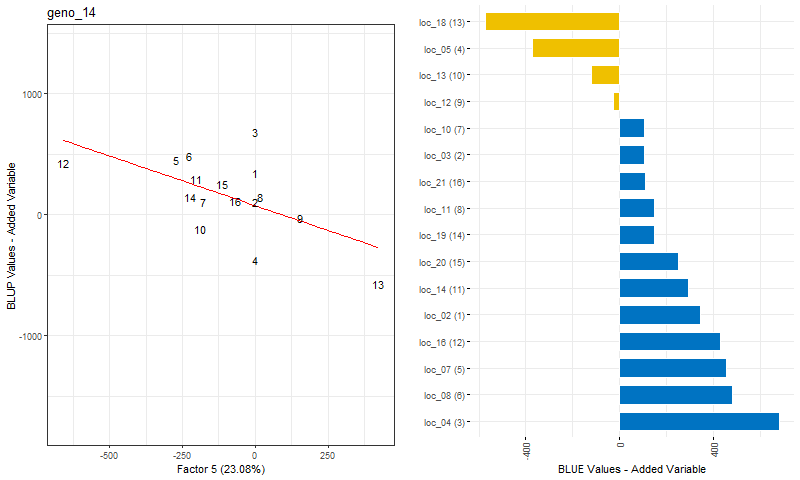 geno_14
BLUP Values - Added Variable
1000
0
-1000
3
6
5
12
1
11
15
14
8
7
16
2
9
10
4
13
-500
-250
0
250
Factor 5 (23.08%)
loc_18 (13)
loc_05 (4)
loc_13 (10)
loc_12 (9)
loc_10 (7)
loc_03 (2)
loc_21 (16)
loc_11 (8)
loc_19 (14)
loc_20 (15)
loc_14 (11)
loc_02 (1)
loc_16 (12)
loc_07 (5)
loc_08 (6)
loc_04 (3)
-400
0
400
BLUE Values - Added Variable